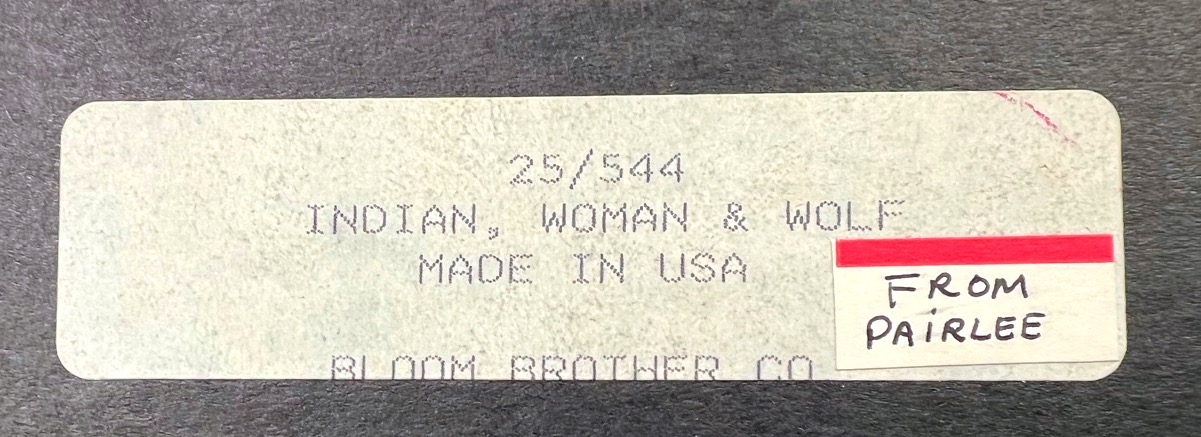 25/544
INDIAN, WOMAN & WOLF
MADE IN USA
BLOOM BROTHER CO
FROM
PAIRLEE